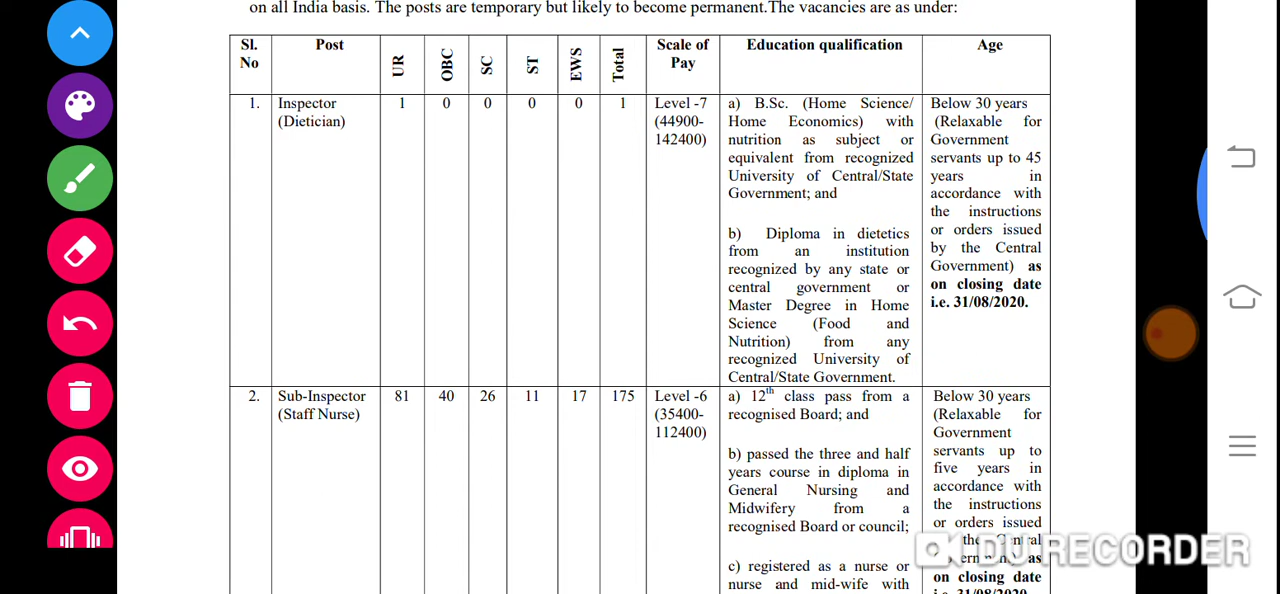 on all India basis. The posts are temporary but likely to become permanent.The vacancies are as under:
Sl. No
Post
UR
OBC
SC
ST
EWS
Total
Scale of Pay
Education qualification
Age
1.
Inspector
(Dietician)
1
0
0
0
0
1
Level -7
(44900-
142400)
a) B.Sc. (Home Science/
Home Economics) with
nutrition as subject or
equivalent from recognized
University of Central/State
Government; and
b) Diploma in dietetics
from an institution
recognized by any state or
central government or
Master Degree in Home
Science (Food and
Nutrition) from any
recognized University of
Central/State Government.
Below 30 years
(Relaxable for
Government
servants up to 45
years in
accordance with
the instructions
or orders issued
by the Central
Government) as
on closing date
i.e. 31/08/2020.
2.
Sub-Inspector
(Staff Nurse)
81
40
26
11
17
175
Level -6
(35400-
112400)
a) 12th class pass from a
recognised Board; and
b) passed the three and half
years course in diploma in
General Nursing and
Midwifery from a
recognised Board or council;
c) registered as a nurse or
nurse and mid-wife with
Below 30 years
(Relaxable for
Government
servants up to
five years in
accordance with
the instructions
or orders issued
the Central
as
on closing date
i.e. 31/08/2020.
DU RECORDER